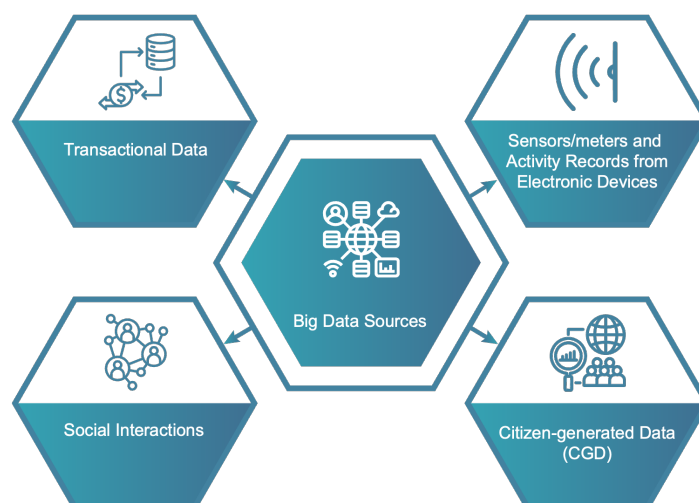 Transactional Data
Sensors/meters and
Activity Records from
Electronic Devices
Big Data Sources
Social Interactions
Citizen-generated Data
(CGD)